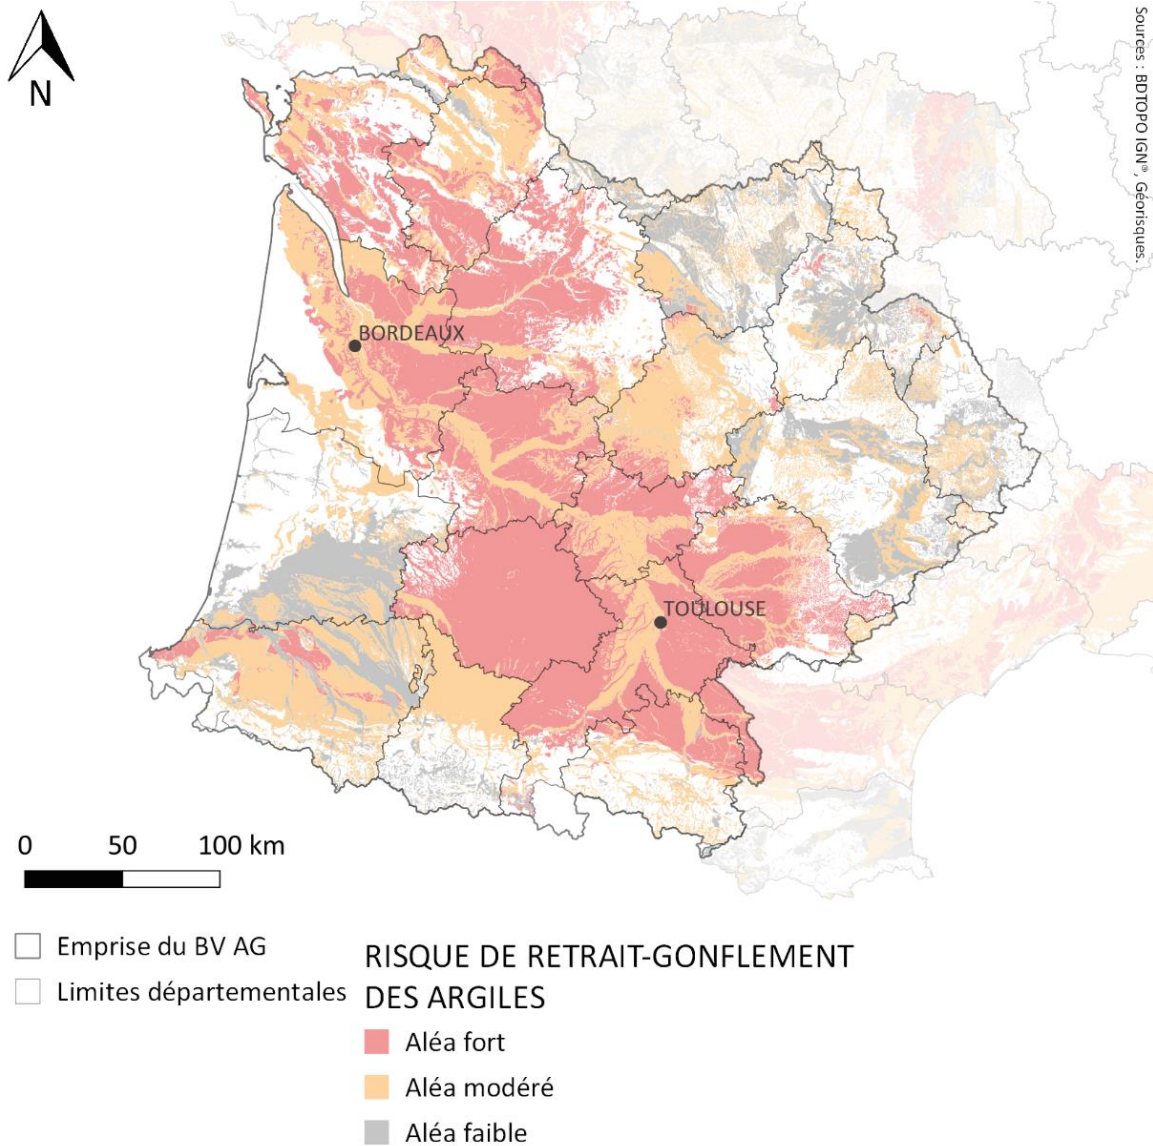 N
Sources : BDTOPO IGN®, Géorisques.
BORDEAUX
TOULOUSE
0 50 100 km
Emprise du BV AG
Limites départementales
RISQUE DE RETRAIT-GONFLEMENT
DES ARGILES
Aléa fort
Aléa modéré
Aléa faible